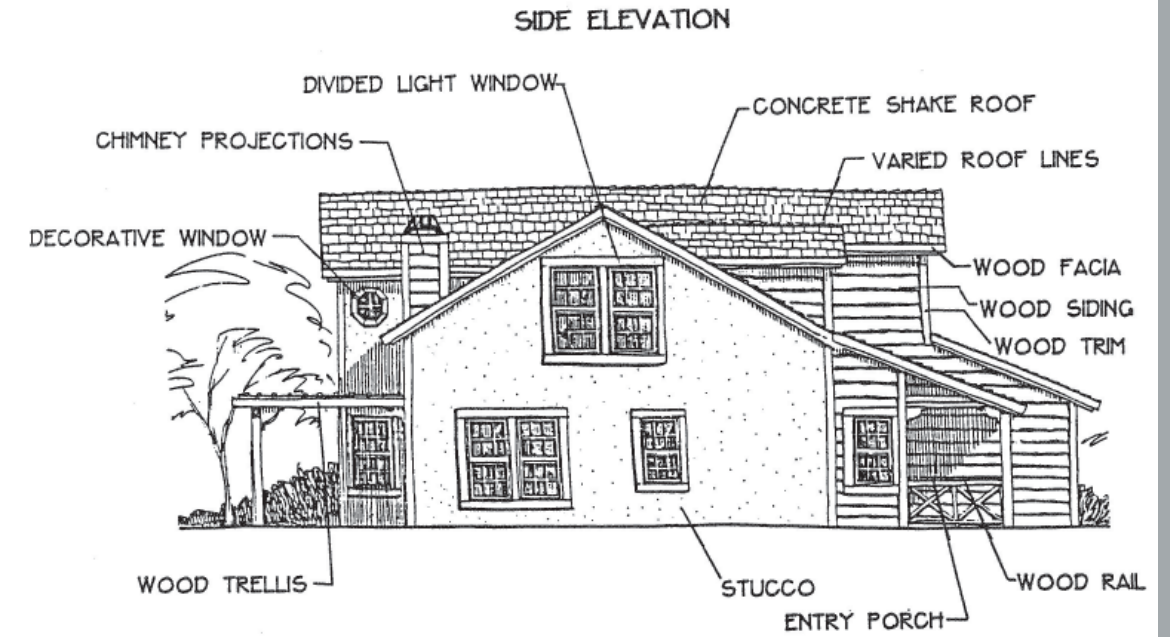 SIDE ELEVATION
DIVIDED LIGHT WINDOW
CONCRETE SHAKE ROOF
CHIMNEY PROJECTIONS
VARIED ROOF LINES
DECORATIVE WINDOW
WOOD FACIA
WOOD SIDING
WOOD TRIM
WOOD TRELLIS
STUCCO
WOOD RAIL
ENTRY PORCH